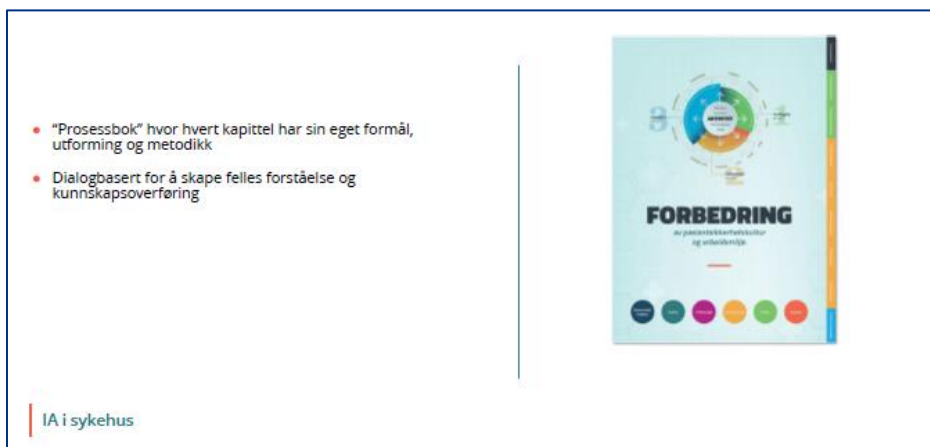 • "Prosessbok" hvor hvert kapittel har sin eget formål,
utforming og metodikk
• Dialogbasert for å skape felles forståelse og
kunnskapsoverføring
FORBEDRING
av pasientsikkerhetskultur
og arbeidsmiljø
IA i sykehus